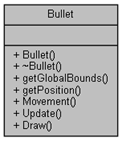 Bullet
+ Bullet()
+ ~Bullet()
+ getGlobalBounds()
+ getPosition()
+ Movement()
+ Update()
+ Draw()